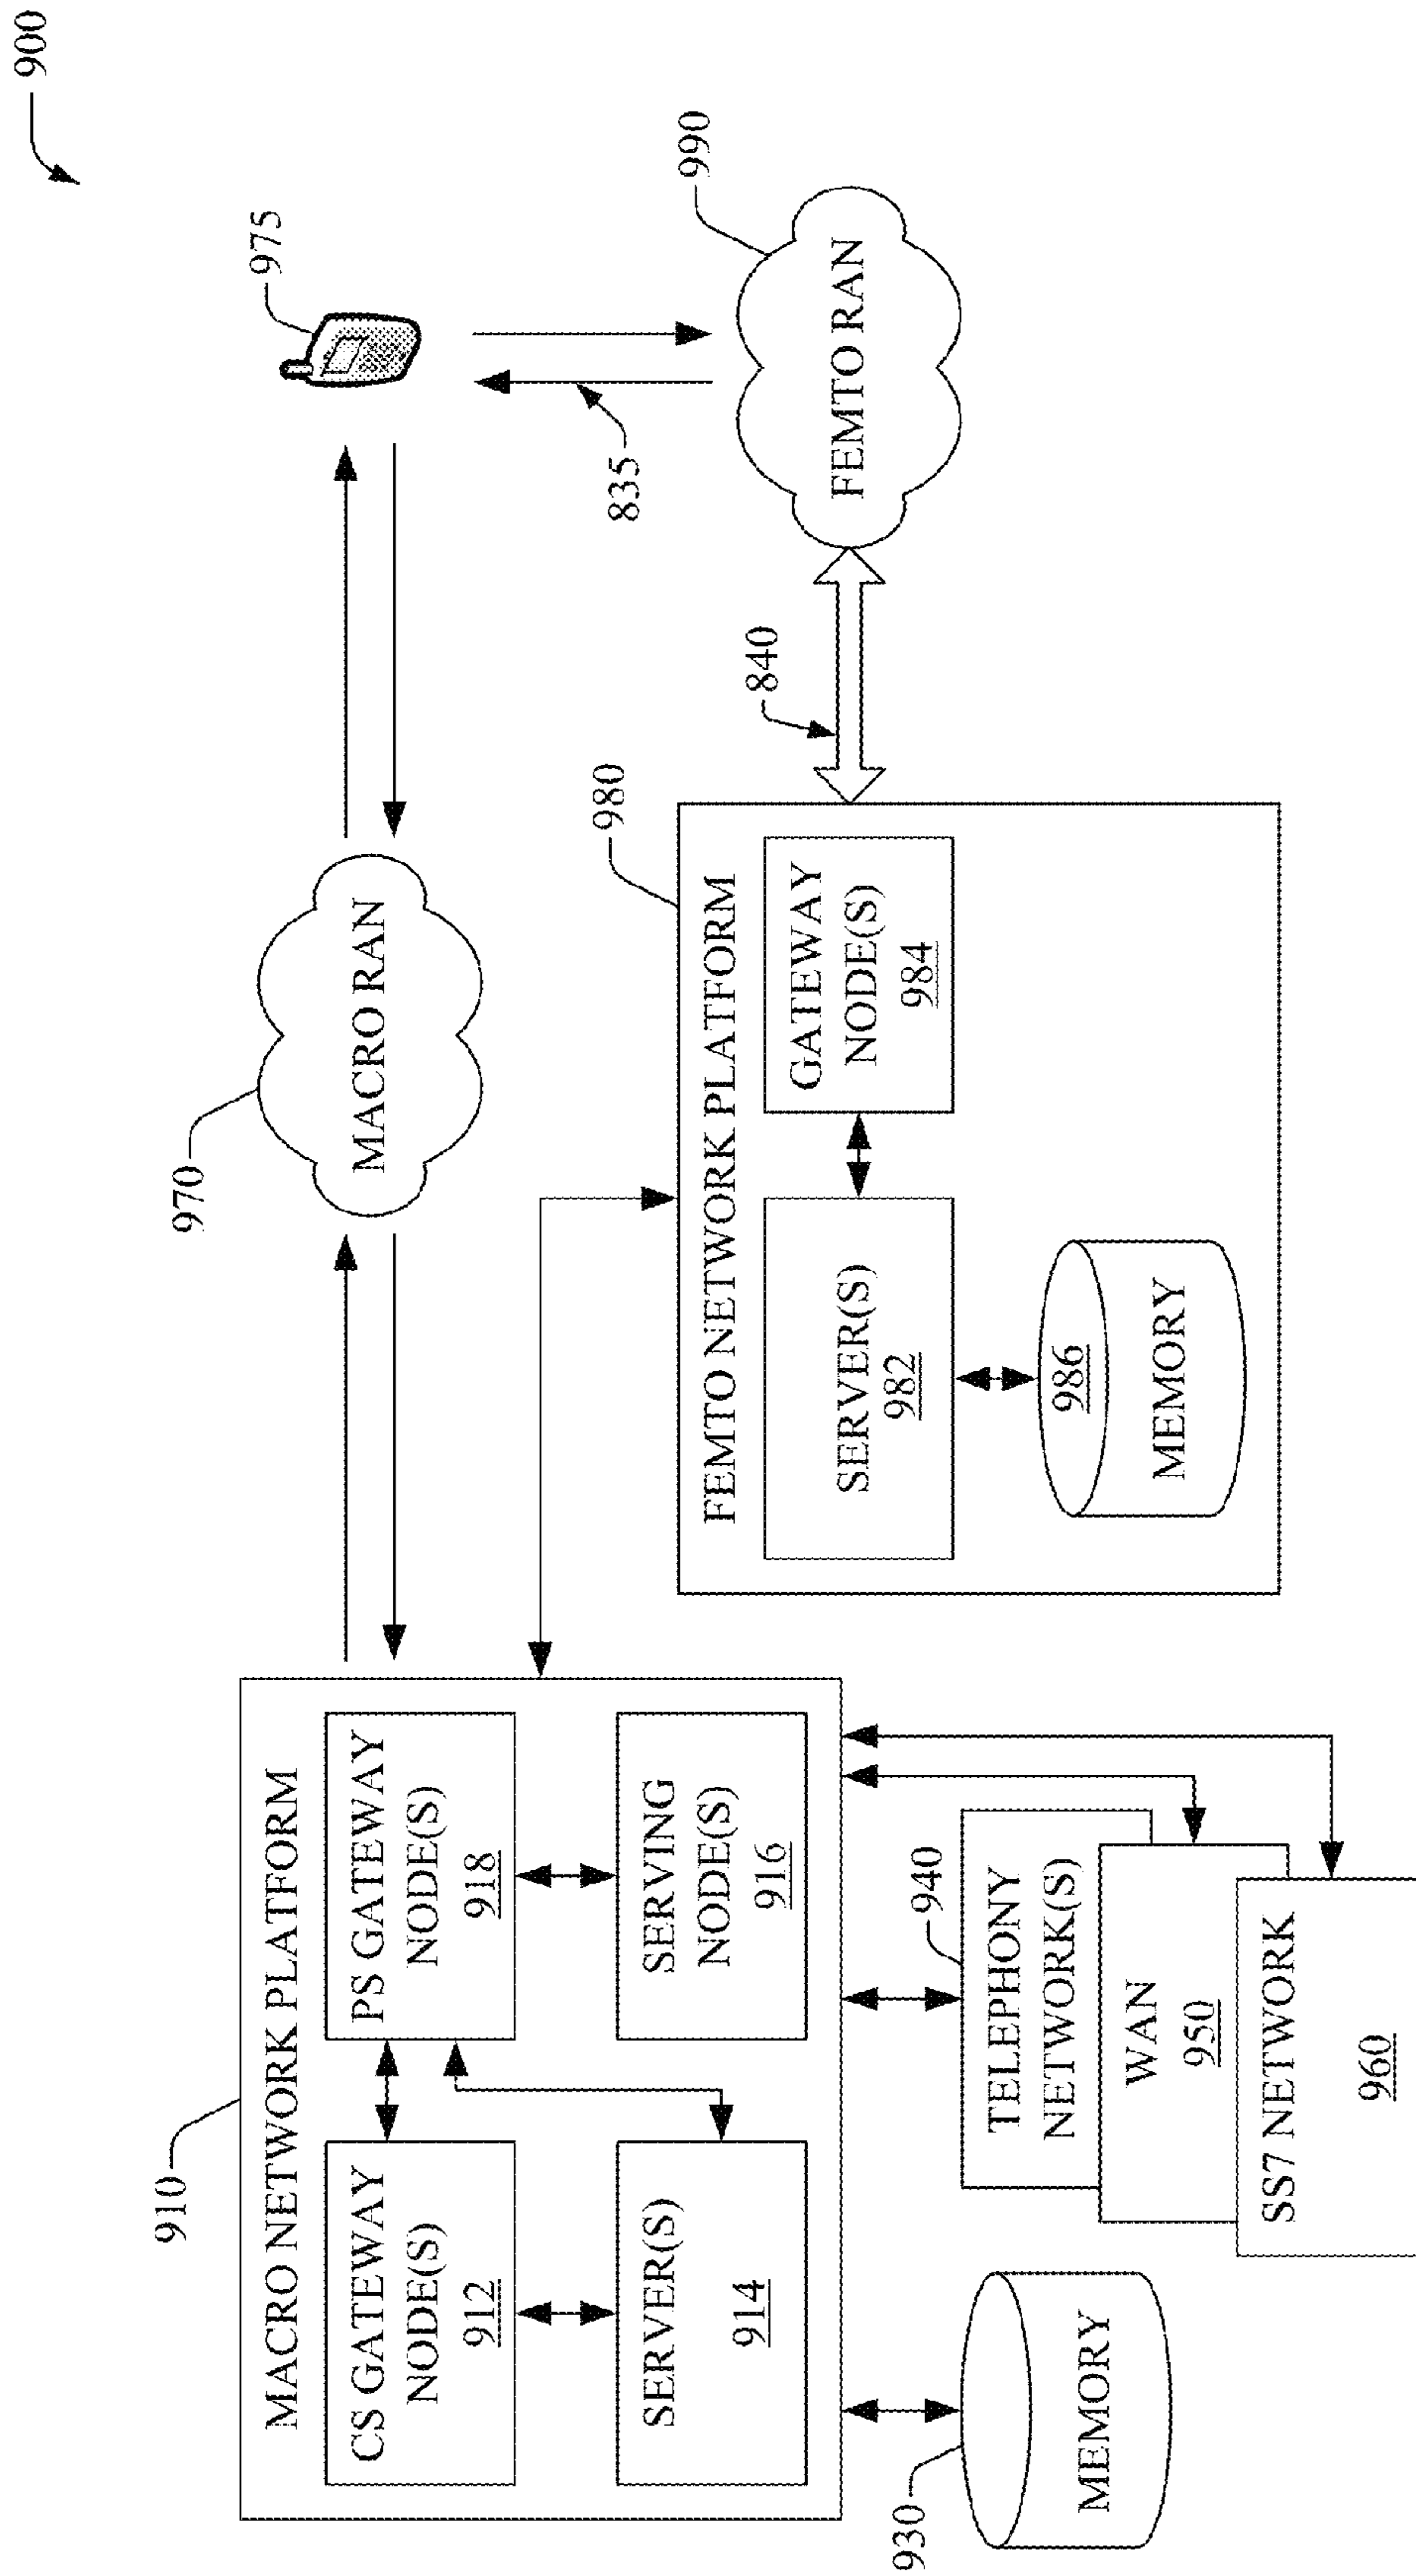 900
910
MACRO NETWORK PLATFORM
CS GATEWAY
NODE(S)
912
PS GATEWAY
NODE(S)
918
SERVER(S)
914
SERVING
NODE(S)
916
970
MACRO RAN
975
835
930
MEMORY
940
TELEPHONY
NETWORK(S)
WAN
950
SS7 NETWORK
960
980
FEMTO NETWORK PLATFORM
SERVER(S)
982
GATEWAY
NODE(S)
984
986
MEMORY
840
990
FEMTO RAN